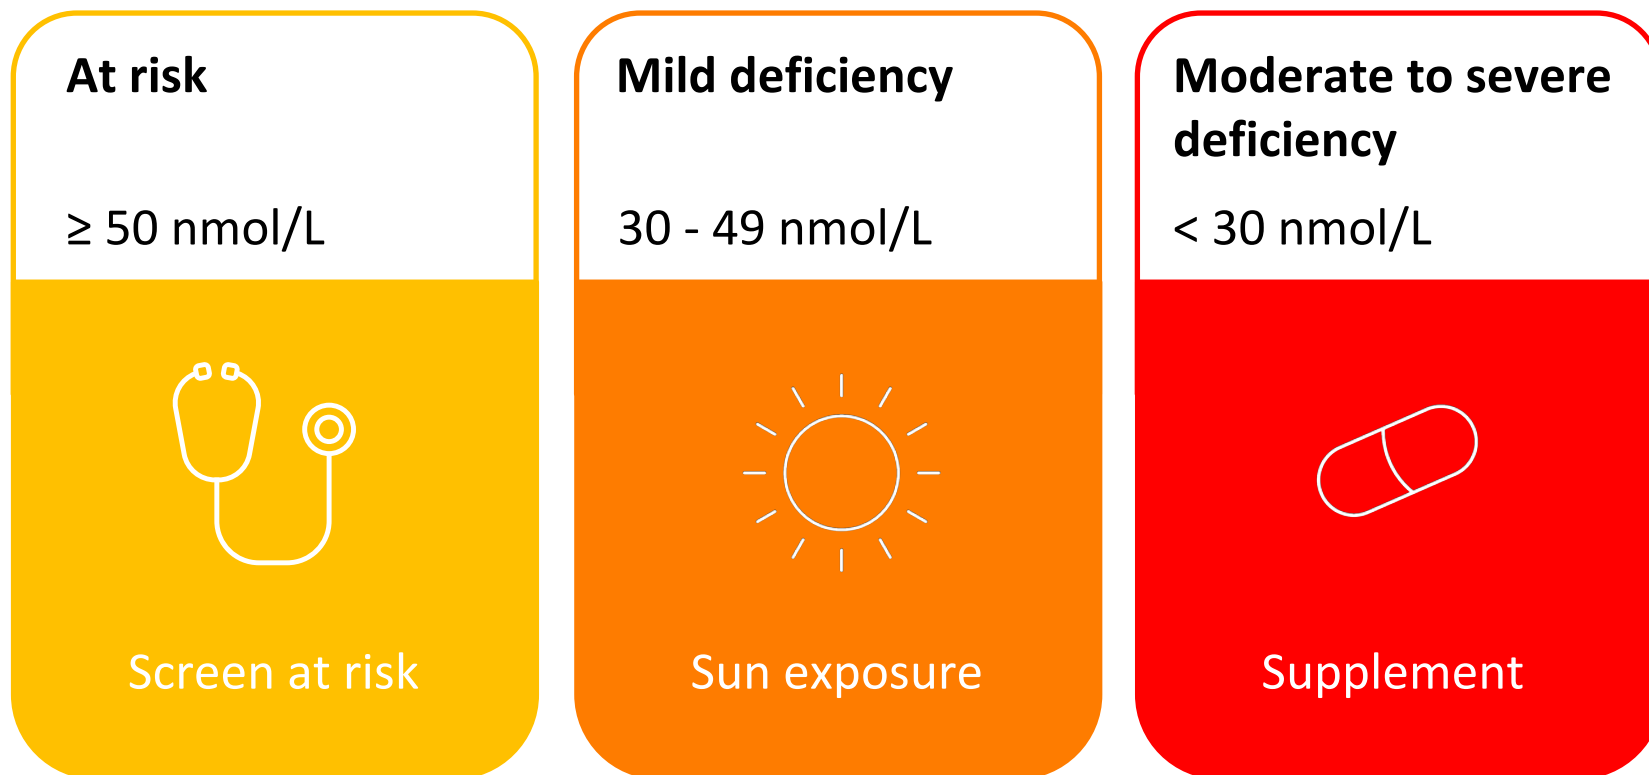 At risk
≥ 50 nmol/L
Screen at risk
Mild deficiency
30 - 49 nmol/L
Sun exposure
Moderate to severe
deficiency
< 30 nmol/L
Supplement